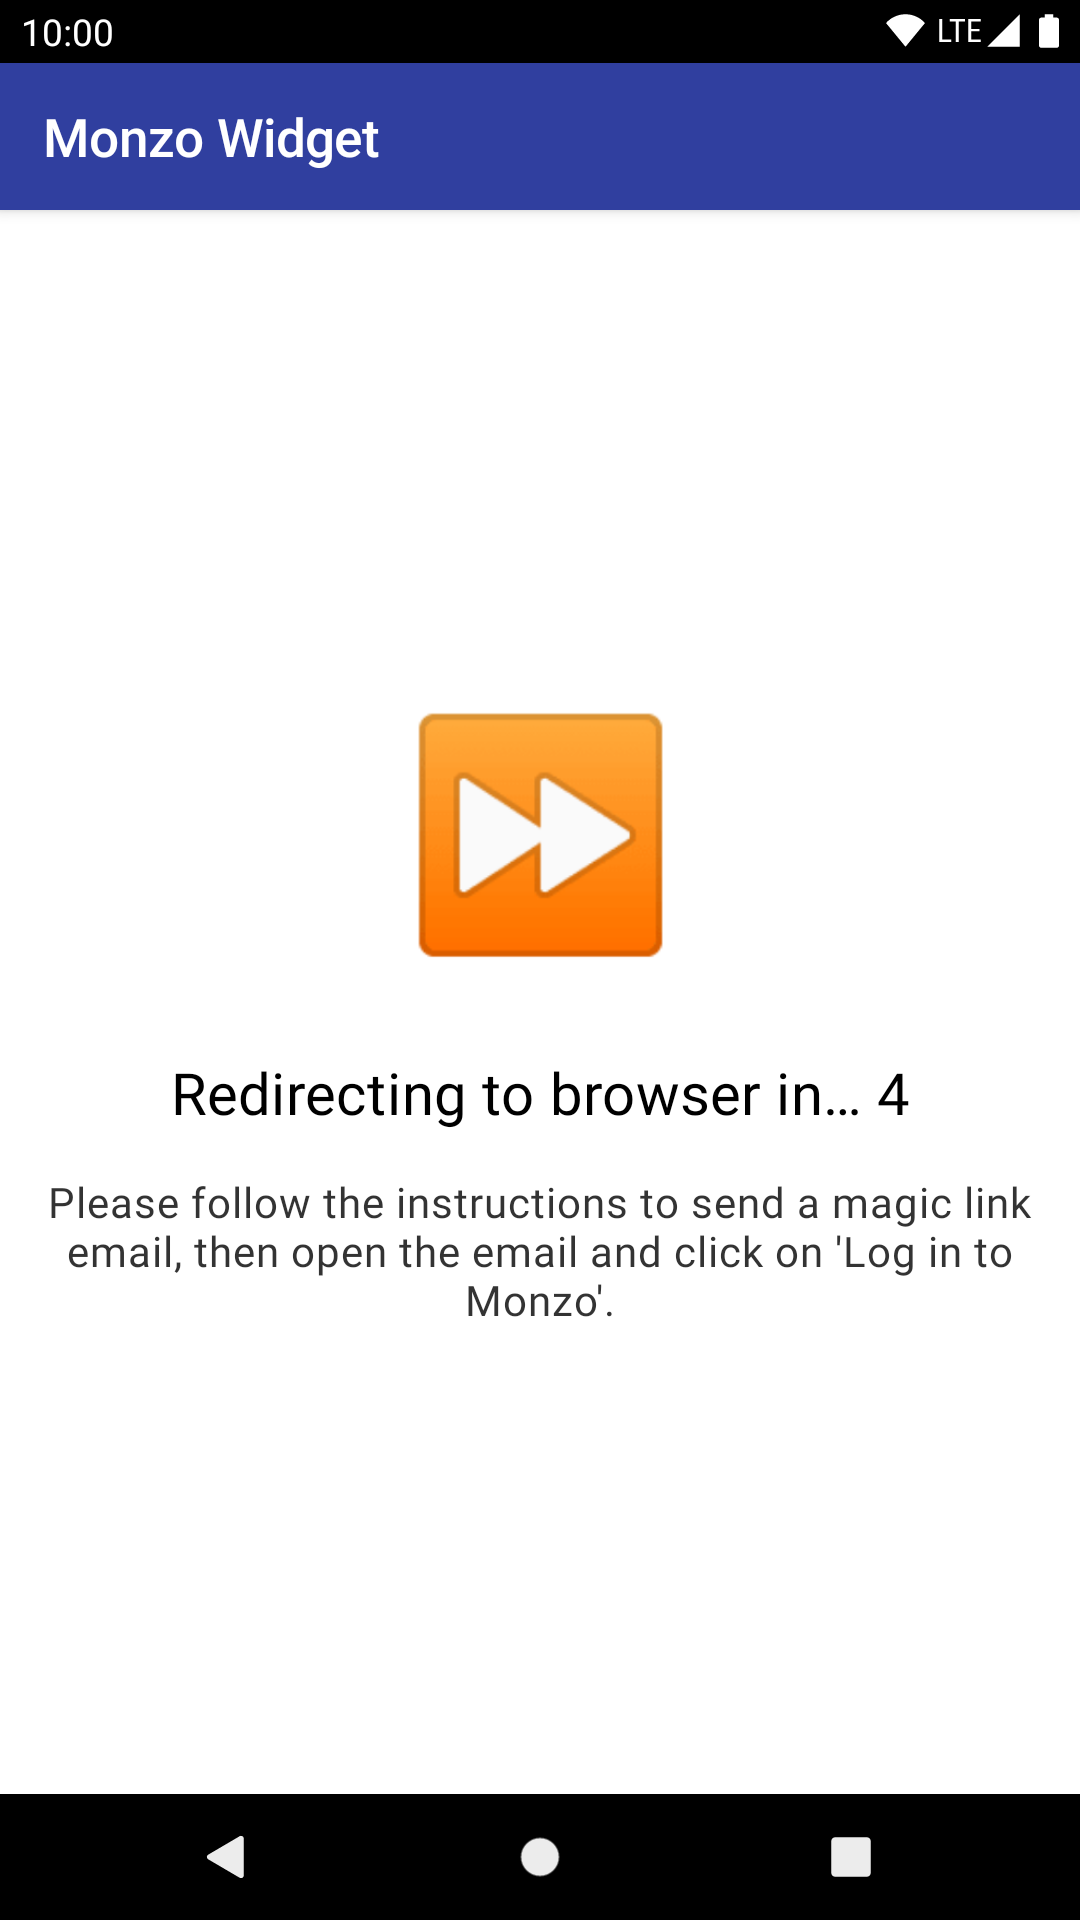 10:00
LTE
Monzo Widget
Redirecting to browser in… 4
Please follow the instructions to send a magic link
email, then open the email and click on 'Log in to
Monzo'.